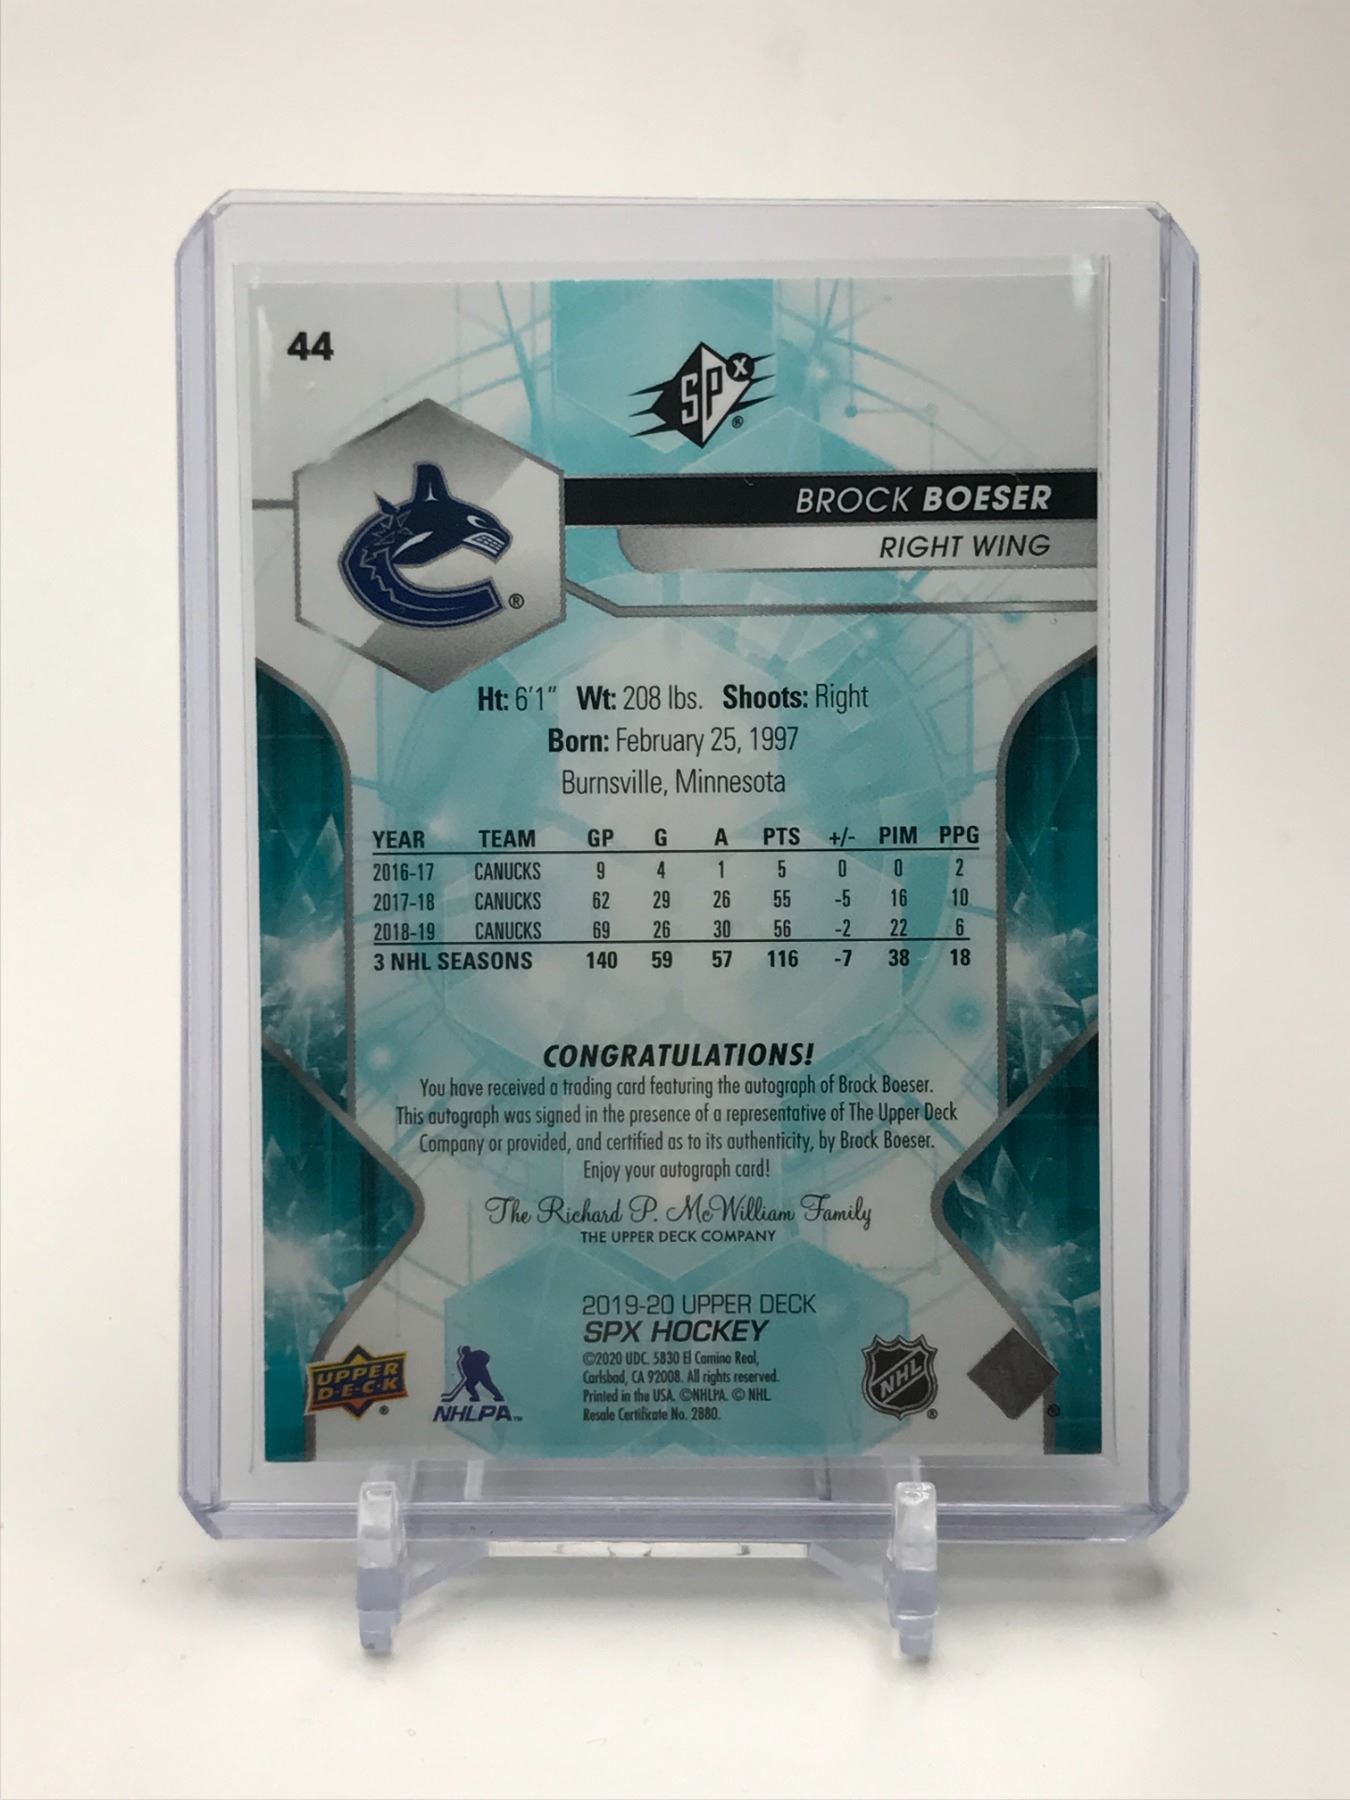 44
SPx®
BROCK BOESER
RIGHT WING
®
Ht: 6'1" Wt: 208 lbs. Shoots: Right
Born: February 25, 1997
Burnsville, Minnesota
YEAR TEAM GP G A PTS +/- PIM PPG
2016-17 CANUCKS 9 4 1 5 0 0 2
2017-18 CANUCKS 62 29 26 55 -5 16 10
2018-19 CANUCKS 69 26 30 56 -2 22 6
3 NHL SEASONS 140 59 57 116 -7 38 18
CONGRATULATIONS!
You have received a trading card featuring the autograph of Brock Boeser.
This autograph was signed in the presence of a representative of The Upper Deck
Company or provided, and certified as to its authenticity, by Brock Boeser.
Enjoy your autograph card!
The Richard P. McWilliam Family
THE UPPER DECK COMPANY
2019-20 UPPER DECK
SPX HOCKEY
©2020 UDC. 5830 El Camino Real,
Carlsbad, CA 92008. All rights reserved.
Printed in the USA. ©NHLPA. © NHL.
Resale Certificate No. 2880.
UPPER
D·E·C·K ®
NHLPA™
NHL ®
®